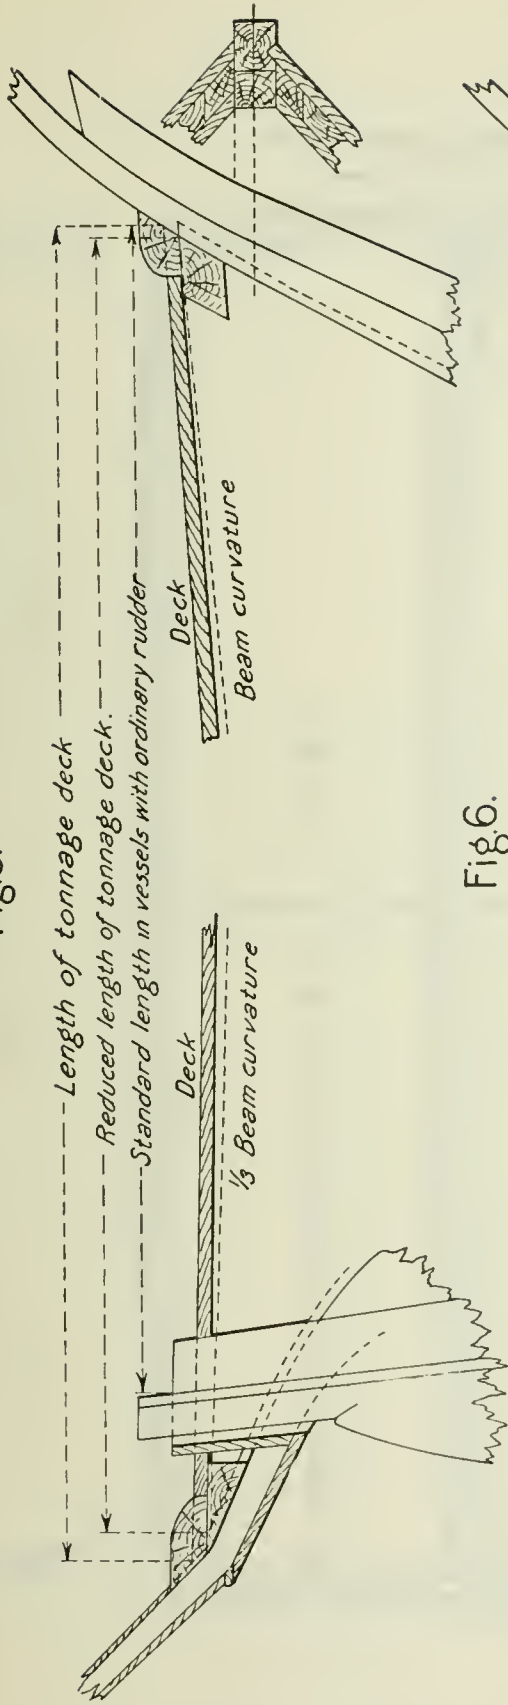 Length of tonnage deck
Reduced length of tonnage deck.
Standard length in vessels with ordinary rudder
Deck
1/3 Beam curvature
Deck
Beam curvature
Fig 6.